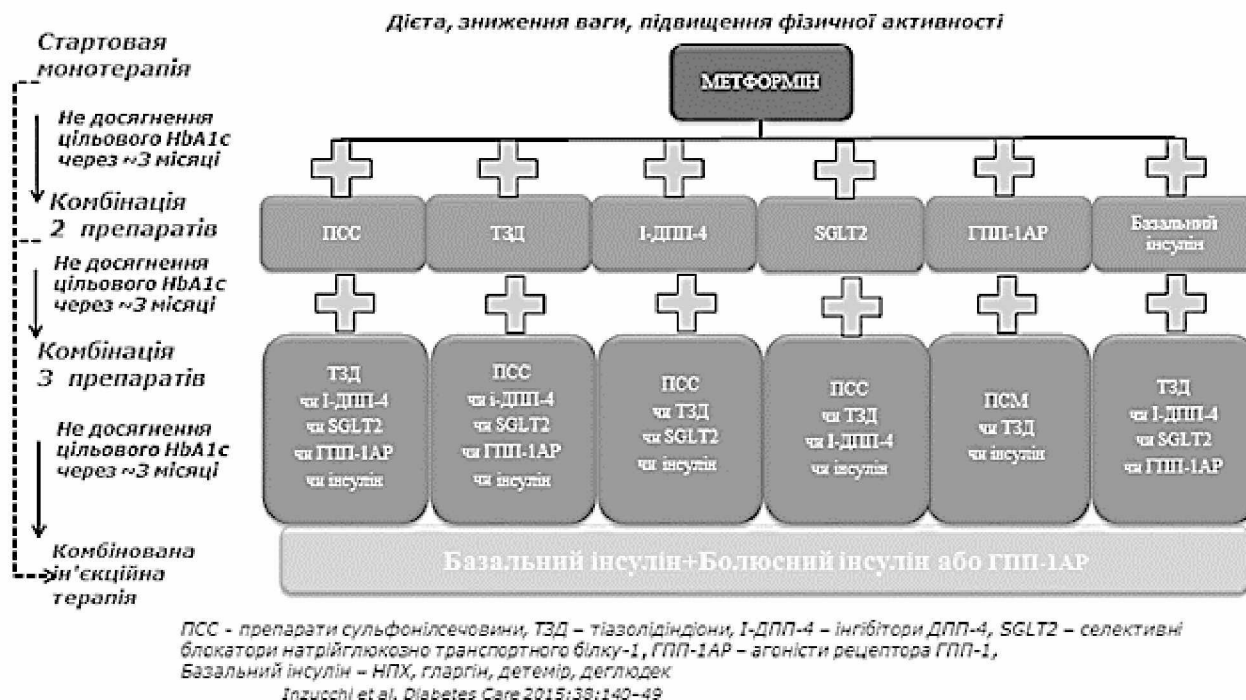 Дієта, зниження ваги, підвищення фізичної активності
Стартовая
монотерапія
МЕТФОРМІН
Не досягнення
цільового HbA1c
через ~3 місяці
Комбінація
2 препаратів
ПСС
ТЗД
І-ДПП-4
SGLT2
ГПП-1АР
Базальний
інсулін
Не досягнення
цільового HbA1c
через ~3 місяці
Комбінація
3 препаратів
ТЗД
чи І-ДПП-4
чи SGLT2
чи ГПП-1АР
чи інсулін
ПСС
чи і-ДПП-4
чи SGLT2
чи ГПП-1АР
чи інсулін
ПСС
чи ТЗД
чи SGLT2
чи інсулін
ПСС
чи ТЗД
чи І-ДПП-4
чи інсулін
ПСМ
чи ТЗД
чи інсулін
ТЗД
чи І-ДПП-4
чи SGLT2
чи ГПП-1АР
Не досягнення
цільового HbA1c
через ~3 місяці
Комбінована
ін'єкційна
терапія
Базальний інсулін+Болюсний інсулін або ГПП-1АР
ПСС - препарати сульфонілсечовини, ТЗД – тіазолідіндіони, І-ДПП-4 – інгібітори ДПП-4, SGLT2 – селективні
блокатори натрійглюкозно транспортного білку-1, ГПП-1АР – агоністи рецептора ГПП-1,
Базальний інсулін – НПХ, гларгін, детемір, деглюдек
Inzucchi et al. Diabetes Care 2015;38:140–49